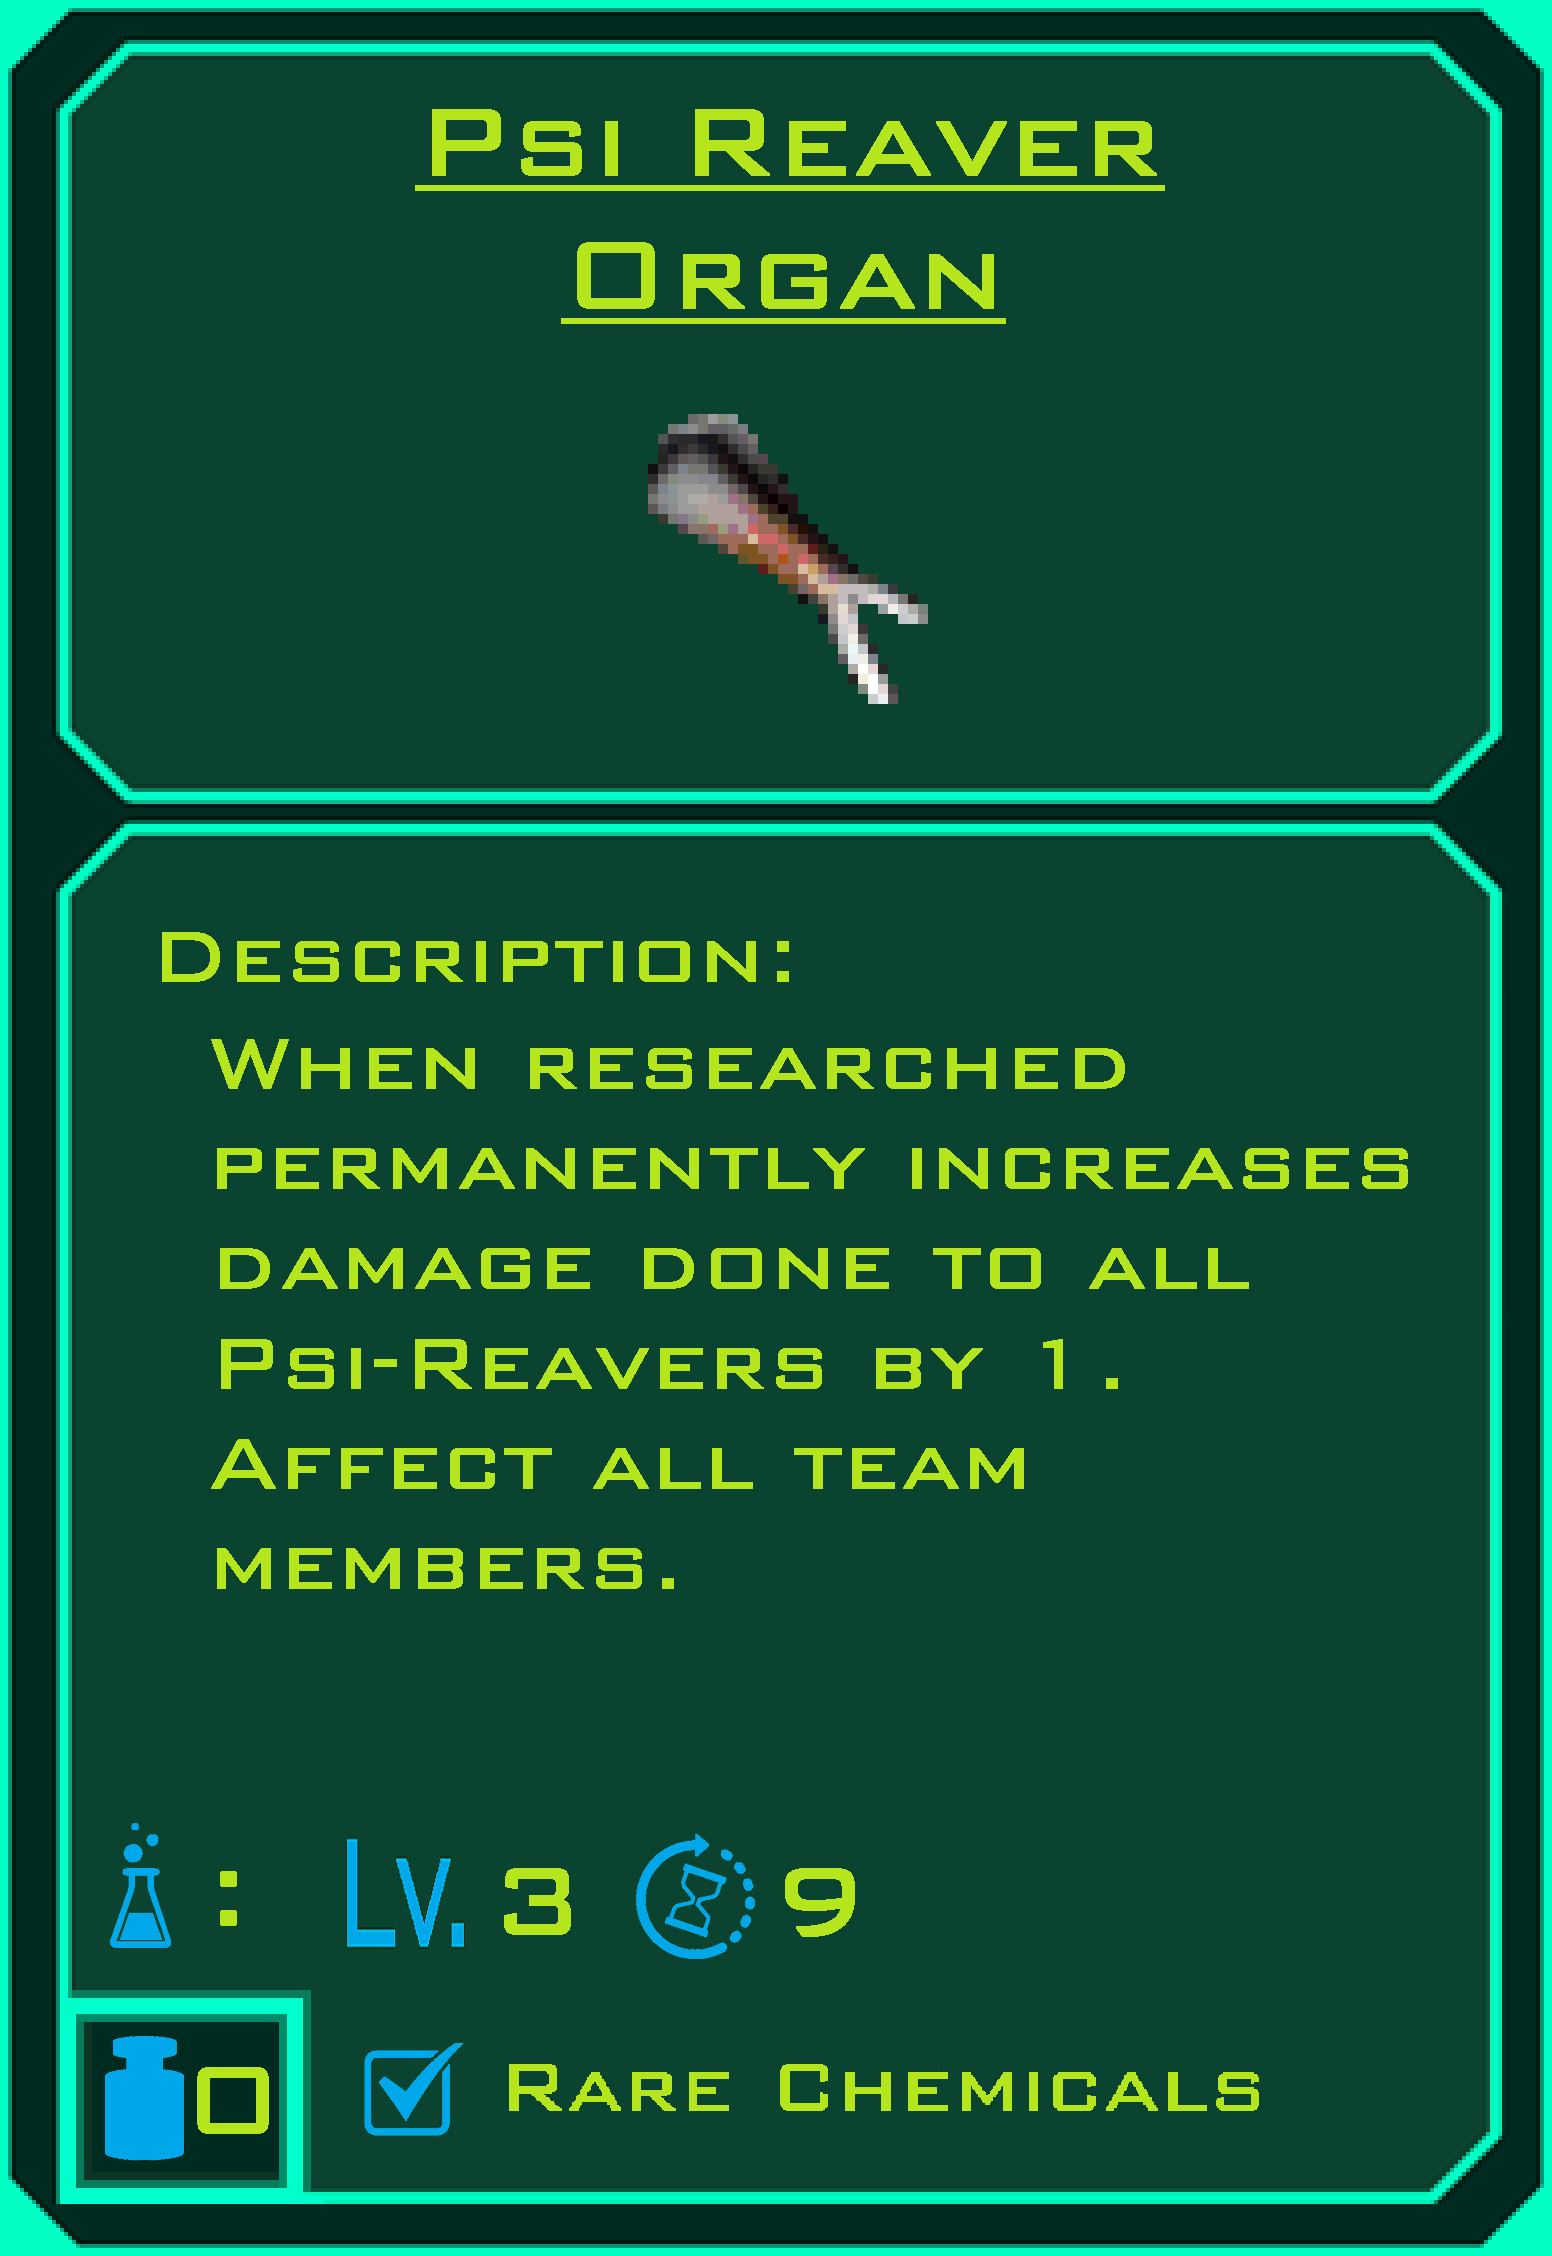 Psi Reaver
Organ
Description:
When researched
permanently increases
damage done to all
Psi-Reavers by 1.
Affect all team
members.
: Lv. 3 9
0 Rare Chemicals